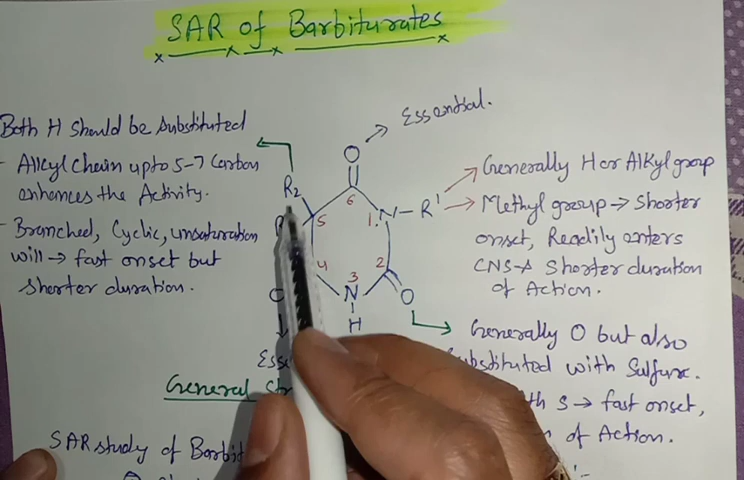 SAR of Barbiturates
Both H should be substituted
- Alkyl Chain upto 5-7 Carbon
enhances the Activity.
- Branched, Cyclic, unsaturation
will → fast onset but
shorter duration.
Essential.
O
R2
6
5
1.
N - R'
4
3
2
O
N
O
H
Generally H or Alkyl group
Methyl group → Shorter
onset, Readily enters
CNS → Shorter duration
of Action.
Generally O but also
Substituted with Sulfur.
S → fast onset,
of Action.
General
SAR study of